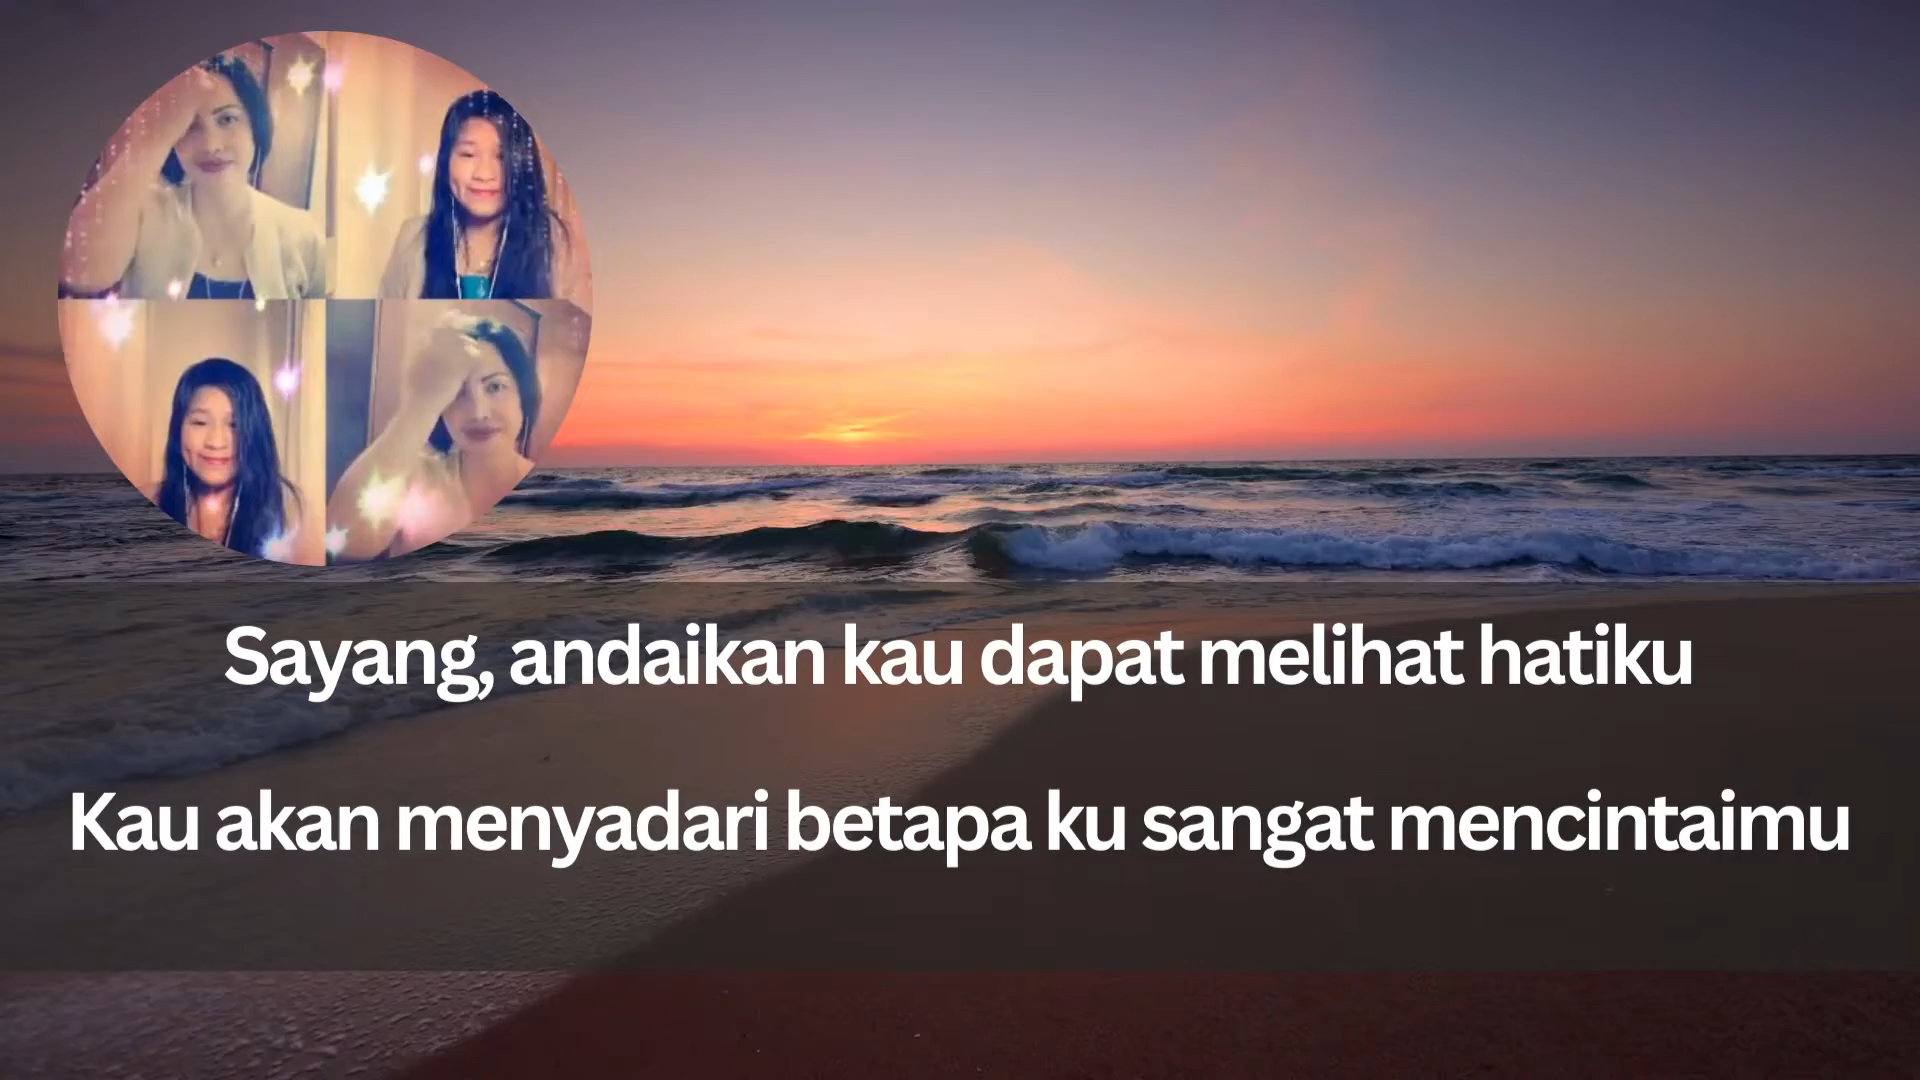 Sayang, andaikan kau dapat melihat hatiku
Kau akan menyadari betapa ku sangat mencintaimu